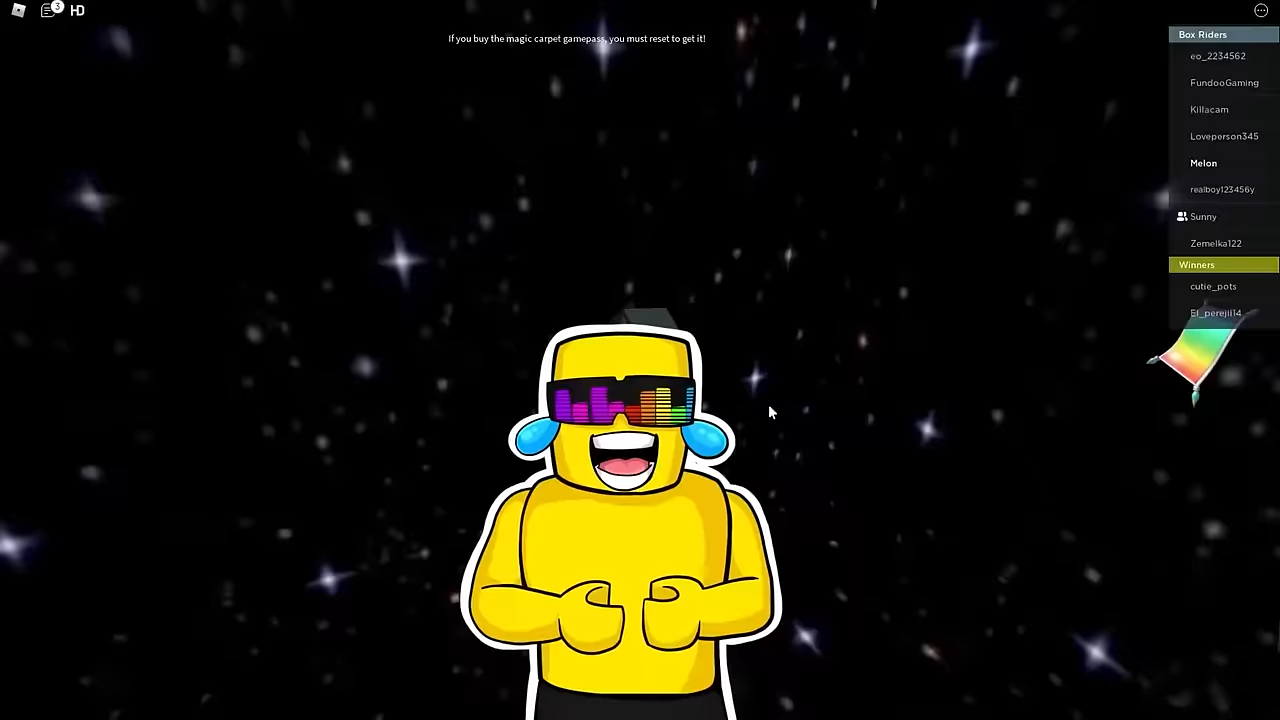 3
HD
If you buy the magic carpet gamepass, you must reset to get it!
Box Riders
eo_2234562
FundooGaming
Killacam
Loveperson345
Melon
realboy123456y
Sunny
Zemelka122
Winners
cutie_pots
El_perejil14